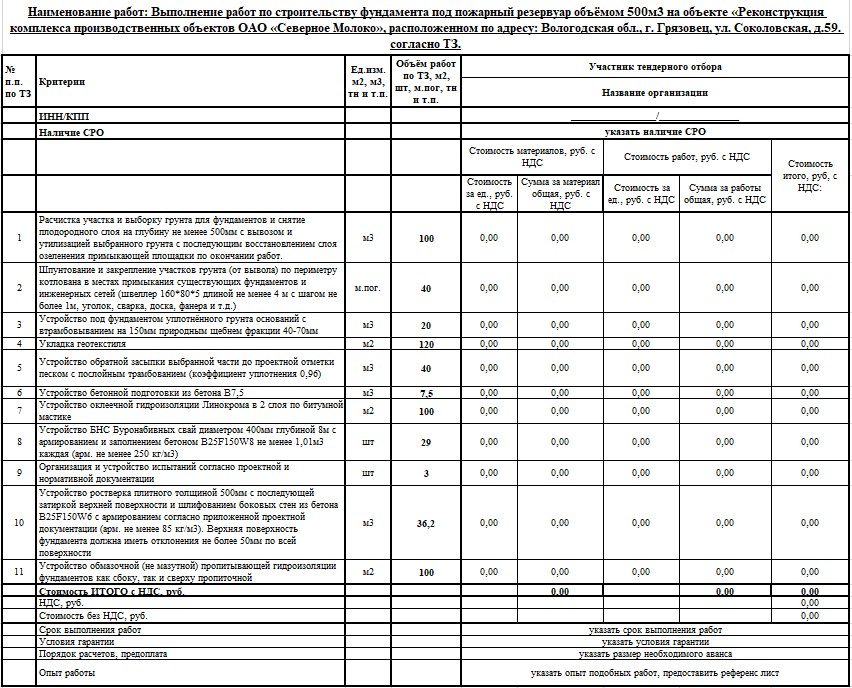 Наименование работ: Выполнение работ по строительству фундамента под пожарный резервуар объёмом 500м3 на объекте «Реконструкция
комплекса производственных объектов ОАО «Северное Молоко», расположенном по адресу: Вологодская обл., г. Грязовец, ул. Соколовская, д.59.
согласно ТЗ.
№ п.п. по ТЗ Критерии Ед.изм. м2, м3, тн и т.п. Объём работ по ТЗ, м2, шт, м.пог, тн и т.п. Участник тендерного отбора
Название организации
ИНН/КПП ________________/_______________
Наличие СРО указать наличие СРО
Стоимость материалов, руб. с НДС Стоимость работ, руб. с НДС Стоимость итого, руб, с НДС:
Стоимость за ед., руб. с НДС Сумма за материал общая, руб. с НДС Стоимость за ед., руб. с НДС Сумма за работы общая, руб. с НДС
Расчистка участка и выборку грунта для фундаментов и снятие
плодородного слоя на глубину не менее 500мм с вывозом и
1 утилизацией выбранного грунта с последующим восстановлением слоя м3 100 0,00 0,00 0,00 0,00 0,00
озеленения примыкающей площадки по окончании работ.
Шпунтование и закрепление участков грунта (от вывола) по периметру
2 котлована в местах примыкания существующих фундаментов и м.пог. 40 0,00 0,00 0,00 0,00 0,00
инженерных сетей (швеллер 160*80*5 длиной не менее 4 м с шагом не
более 1м, уголок, сварка, доска, фанера и т.д.)
3 Устройство под фундаментом уплотнённого грунта оснований с м3 20 0,00 0,00 0,00 0,00 0,00
втрамбовыванием на 150мм природным щебнем фракции 40-70мм
4 Укладка геотекстиля м2 120 0,00 0,00 0,00 0,00 0,00
5 Устройство обратной засыпки выбранной части до проектной отметки м3 40 0,00 0,00 0,00 0,00 0,00
песком с послойным трамбованием (коэффициент уплотнения 0,96)
6 Устройство бетонной подготовки из бетона В7,5 м3 7,5 0,00 0,00 0,00 0,00 0,00
7 Устройство оклеечной гидроизоляции Линокрома в 2 слоя по битумной м2 100 0,00 0,00 0,00 0,00 0,00
мастике
Устройство БНС Буронабивных свай диаметром 400мм глубиной 8м с
8 армированием и заполнением бетоном В25F150W8 не менее 1,01м3 шт 29 0,00 0,00 0,00 0,00 0,00
каждая (арм. не менее 250 кг/м3)
9 Организация и устройство испытаний согласно проектной и шт 3 0,00 0,00 0,00 0,00 0,00
нормативной документации
Устройство ростверка плитного толщиной 500мм с последующей
затиркой верхней поверхности и шлифованием боковых стен из бетона
10 В25F150W6 с армированием согласно приложенной проектной м3 36,2 0,00 0,00 0,00 0,00 0,00
документации (арм. не менее 85 кг/м3). Верхняя поверхность
фундамента должна иметь отклонения не более 50мм по всей
поверхности
11 Устройство обмазочной (не мазутной) пропитывающей гидроизоляции м2 100 0,00 0,00 0,00 0,00 0,00
фундаментов как сбоку, так и сверху пропиточной
Стоимость ИТОГО с НДС, руб. 0,00 0,00 0,00
НДС, руб. 0,00
Стоимость без НДС, руб. 0,00
Срок выполнения работ указать срок выполнения работ
Условия гарантии указать условия гарантии
Порядок расчетов, предоплата указать размер необходимого аванса
Опыт работы указать опыт подобных работ, предоставить референс лист